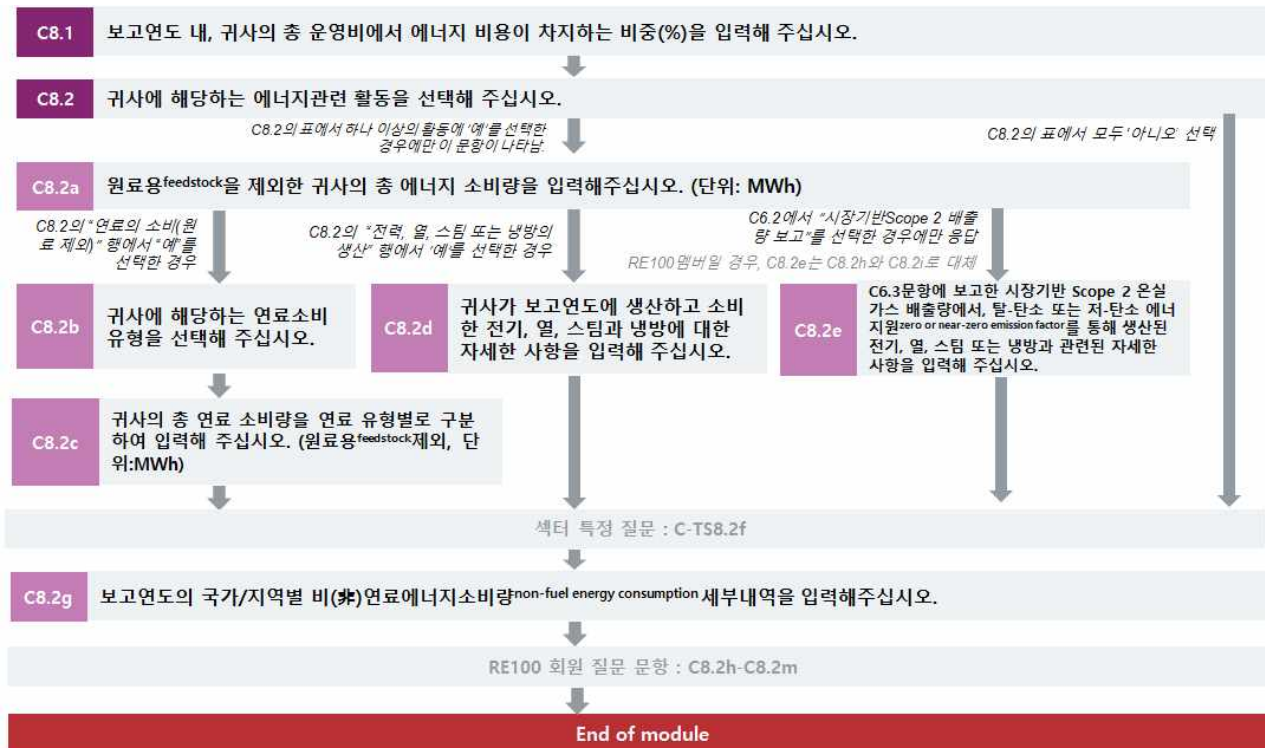 C8.1
보고연도 내, 귀사의 총 운영비에서 에너지 비용이 차지하는 비중(%)을 입력해 주십시오.
C8.2
귀사에 해당하는 에너지관련 활동을 선택해 주십시오.
C8.2의 표에서 하나 이상의 활동에 '예'를 선택한
경우에만 이 문항이 나타남.
C8.2의 표에서 모두 '아니오' 선택
C8.2a
원료용feedstock을 제외한 귀사의 총 에너지 소비량을 입력해주십시오. (단위: MWh)
C8.2의 "연료의 소비(원
료 제외)" 행에서 "예"를
선택한 경우
C8.2의 "전력, 열, 스팀 또는 냉방의
생산" 행에서 '예'를 선택한 경우
C6.2에서 "시장기반Scope 2 배출
량 보고"를 선택한 경우에만 응답
RE100멤버일 경우, C8.2e는 C8.2h와 C8.2i로 대체
C8.2b
귀사에 해당하는 연료소비
유형을 선택해 주십시오.
C8.2d
귀사가 보고연도에 생산하고 소비
한 전기, 열, 스팀과 냉방에 대한
자세한 사항을 입력해 주십시오.
C8.2e
C6.3문항에 보고한 시장기반 Scope 2 온실
가스 배출량에서, 탈-탄소 또는 저-탄소 에너
지원zero or near-zero emission factor를 통해 생산된
전기, 열, 스팀 또는 냉방과 관련된 자세한
사항을 입력해 주십시오.
C8.2c
귀사의 총 연료 소비량을 연료 유형별로 구분
하여 입력해 주십시오. (원료용feedstock제외, 단
위:MWh)
섹터 특정 질문 : C-TS8.2f
C8.2g
보고연도의 국가/지역별 비(非)연료에너지소비량non-fuel energy consumption 세부내역을 입력해주십시오.
RE100 회원 질문 문항 : C8.2h-C8.2m
End of module